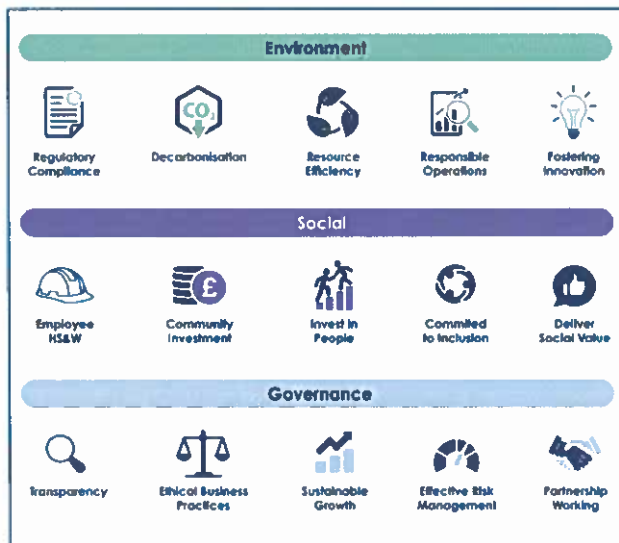 Environment
CO₂
Regulatory
Compliance
Decarbonisation
Resource
Efficiency
Responsible
Operations
Fostering
Innovation
Social
£
Employee
HS&W
Community
Investment
Invest in
People
Commited
to Inclusion
Deliver
Social Value
Governance
Transparency
Ethical Business
Practices
Sustainable
Growth
Effective Risk
Management
Partnership
Working